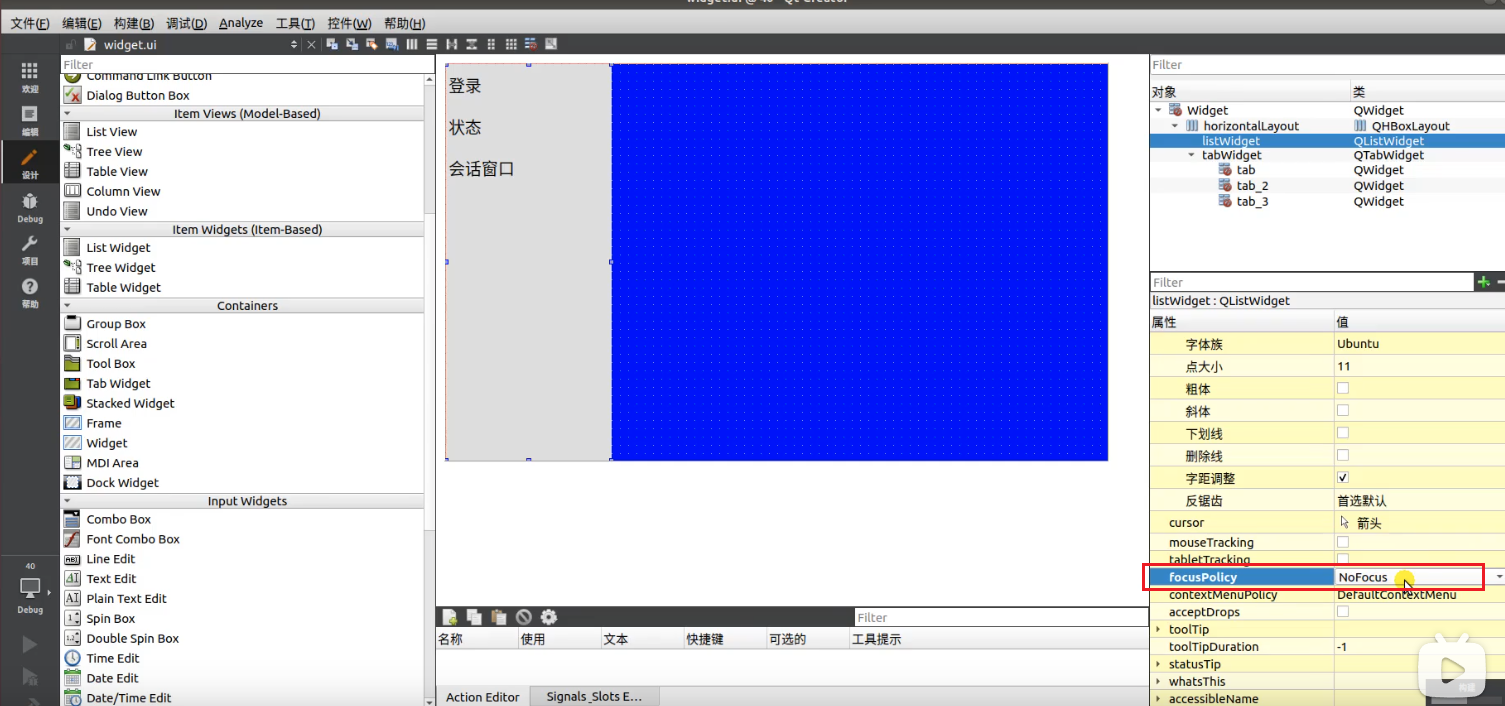 widget.ui @ 40 - Qt Creator
文件(F) 编辑(E) 构建(B) 调试(D) Analyze 工具(T) 控件(W) 帮助(H)
widget.ui
欢迎
编辑
设计
Debug
项目
帮助
40
Debug
Filter
Command Link Button
Dialog Button Box
Item Views (Model-Based)
List View
Tree View
Table View
Column View
Undo View
Item Widgets (Item-Based)
List Widget
Tree Widget
Table Widget
Containers
Group Box
Scroll Area
Tool Box
Tab Widget
Stacked Widget
Frame
Widget
MDI Area
Dock Widget
Input Widgets
Combo Box
Font Combo Box
Line Edit
Text Edit
Plain Text Edit
Spin Box
Double Spin Box
Time Edit
Date Edit
Date/Time Edit
登录
状态
会话窗口
Filter
名称 使用 文本 快捷键 可选的 工具提示
Action Editor Signals_Slots E...
Filter
对象 类
Widget QWidget
horizontalLayout QHBoxLayout
listWidget QListWidget
tabWidget QTabWidget
tab QWidget
tab_2 QWidget
tab_3 QWidget
Filter
listWidget : QListWidget
属性 值
字体族 Ubuntu
点大小 11
粗体
斜体
下划线
删除线
字距调整
反锯齿 首选默认
cursor 箭头
mouseTracking
tabletTracking
focusPolicy NoFocus
contextMenuPolicy DefaultContextMenu
acceptDrops
toolTip
toolTipDuration -1
statusTip
whatsThis
accessibleName